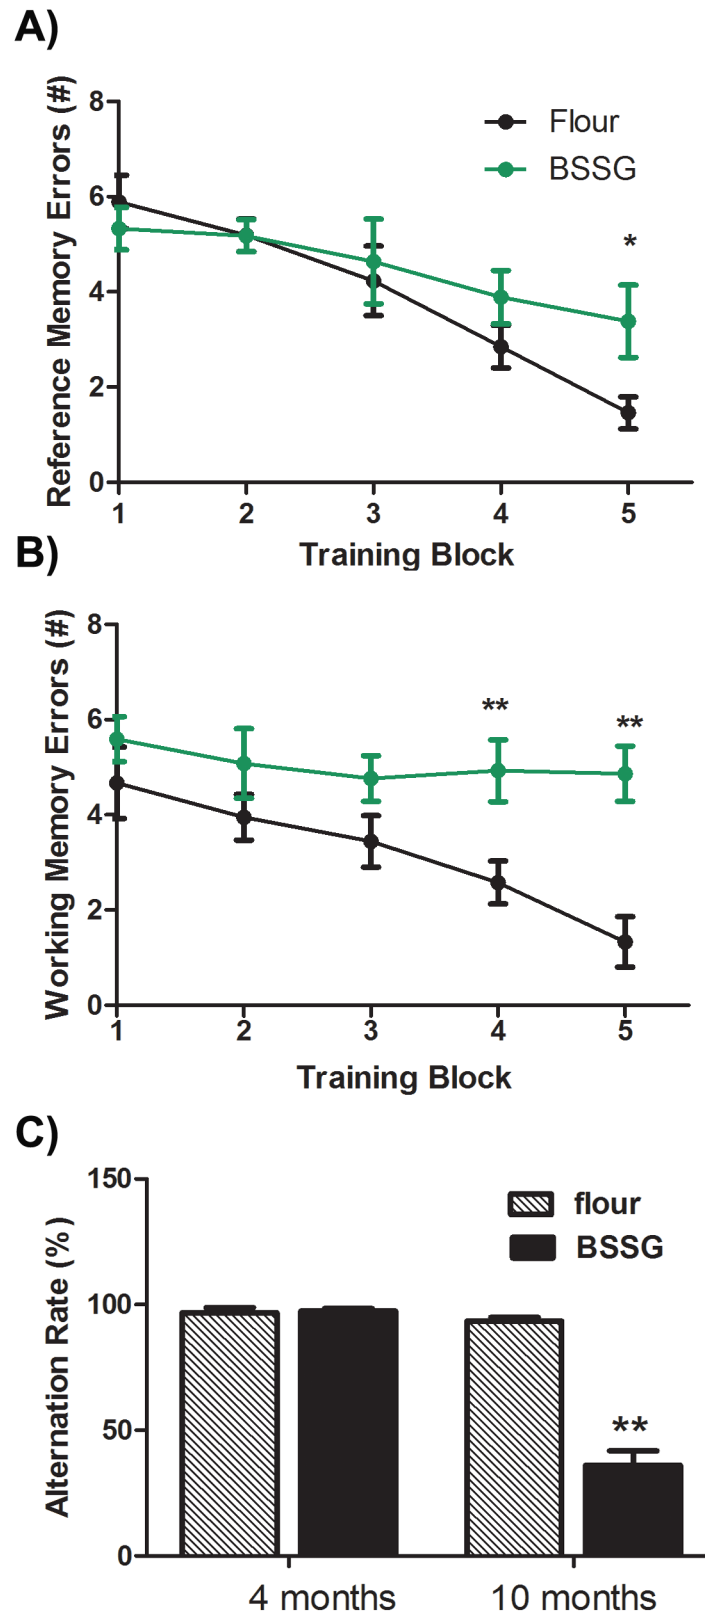 A)
Reference Memory Errors (#)
8
6
4
2
0
Flour
BSSG
*
1 2 3 4 5
Training Block
B)
Working Memory Errors (#)
8
6
4
2
0
**
**
1 2 3 4 5
Training Block
C)
Alternation Rate (%)
150
100
50
0
flour
BSSG
**
4 months 10 months